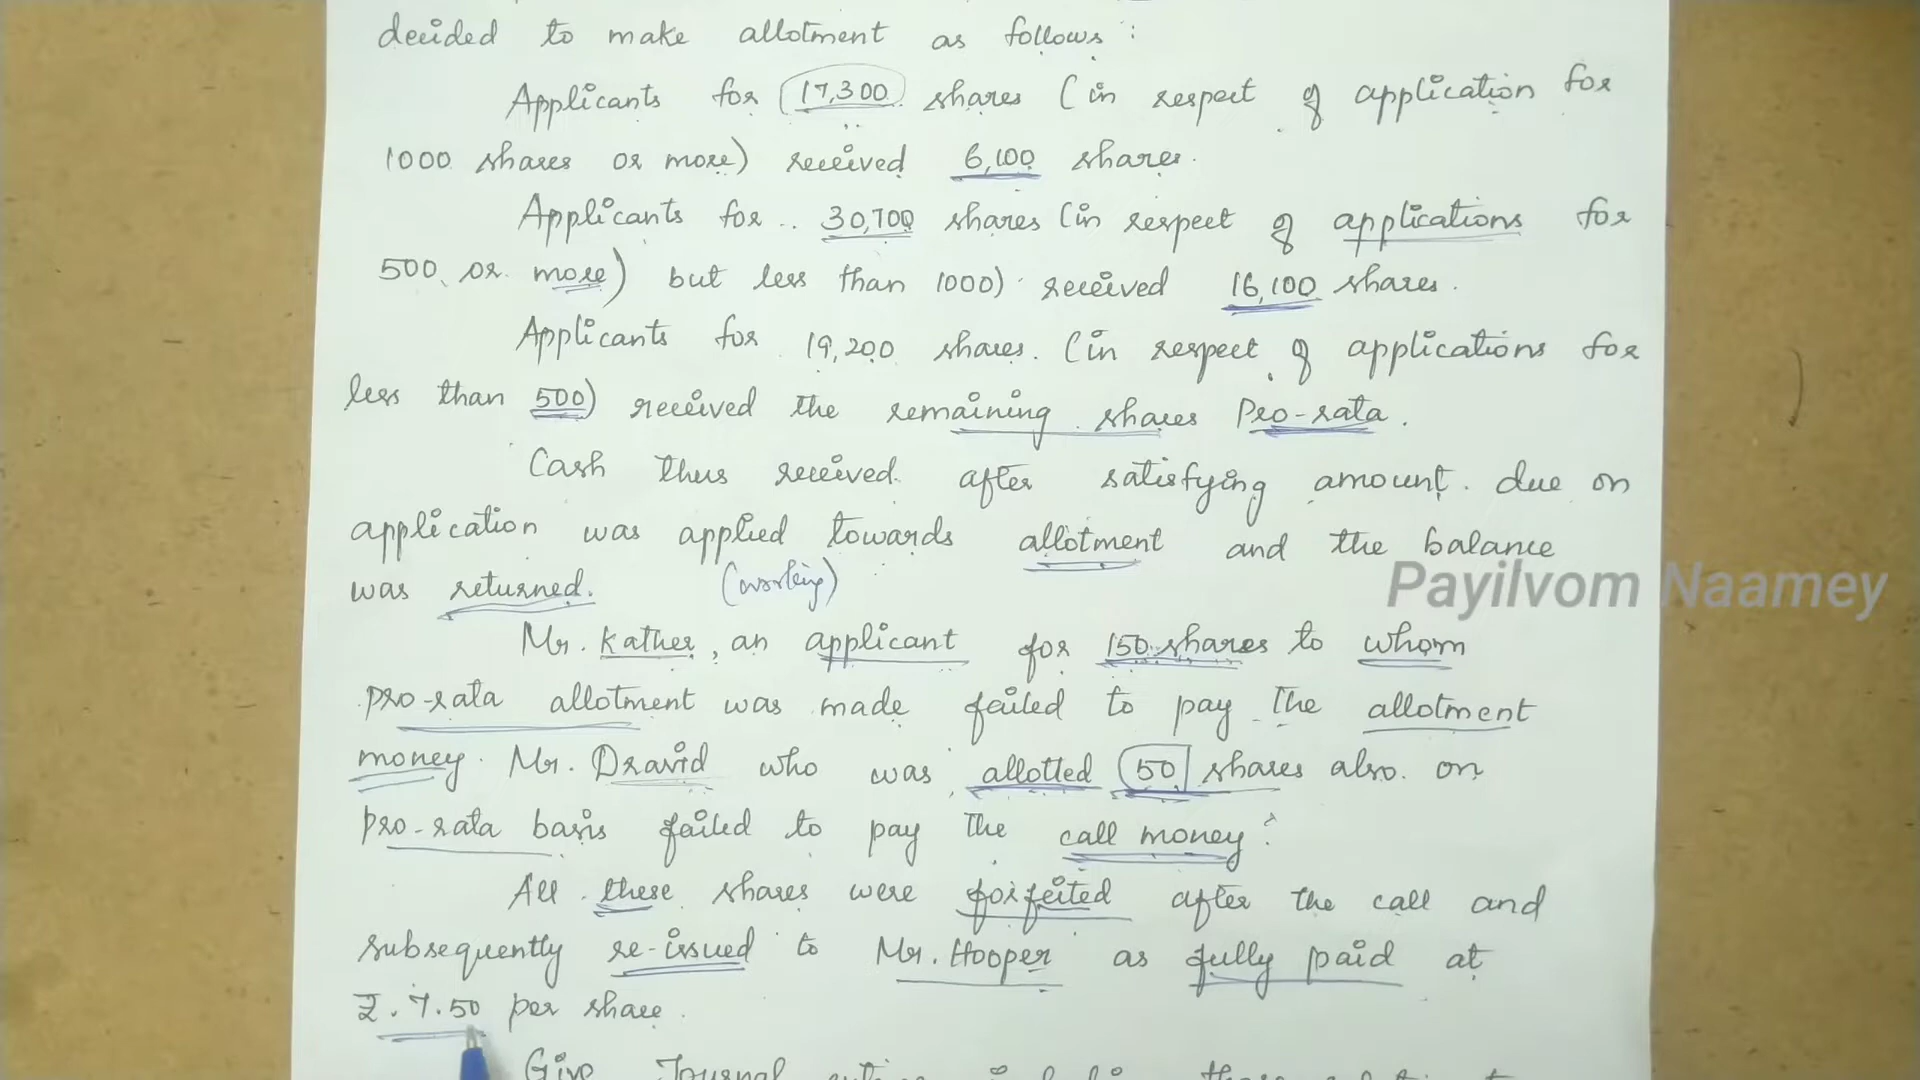 decided to make allotment as follows:
Applicants for 17,300 shares (in respect of application for
1000 shares or more) received 6,100 shares.
Applicants for 30,700 shares (in respect of applications for
500 or more) but less than 1000) received 16,100 shares.
Applicants for 19,200 shares. (in respect of applications for
less than 500) received the remaining shares Pro-rata.
Cash thus received after satisfying amount due on
application was applied towards allotment and the balance
was returned. (working)
Payilvom Naamey
Mr. Kather, an applicant for 150 shares to whom
pro-rata allotment was made failed to pay the allotment
money. Mr. Dravid who was allotted 50 shares also on
pro-rata basis failed to pay the call money.
All these shares were forfeited after the call and
subsequently re-issued to Mr. Hooper as fully paid at
₹. 7.50 per share.
Give Journal